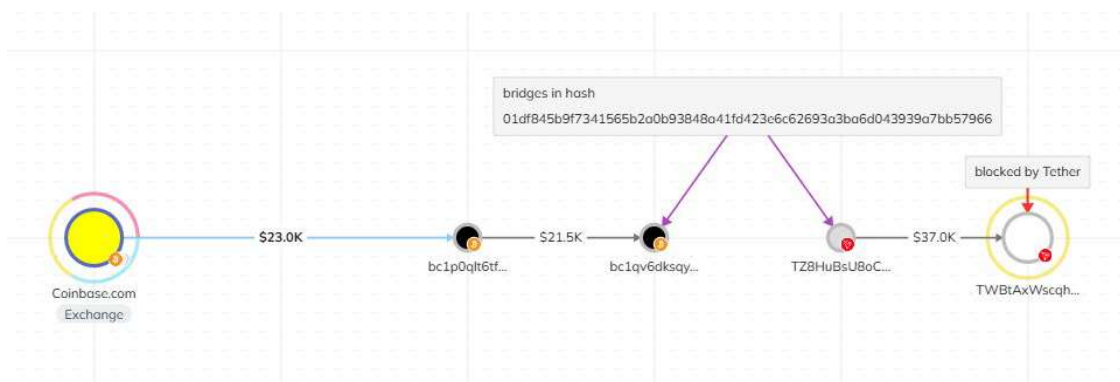 bridges in hash
01df845b9f7341565b2a0b93848a41fd423e6c62693a3ba6d043939a7bb57966
blocked by Tether
$23.0K
$21.5K
$37.0K
bc1p0qlt6tf...
bc1qv6dksqy...
TZ8HuBsU8oC...
TWBtAxWscqh...
Coinbase.com
Exchange